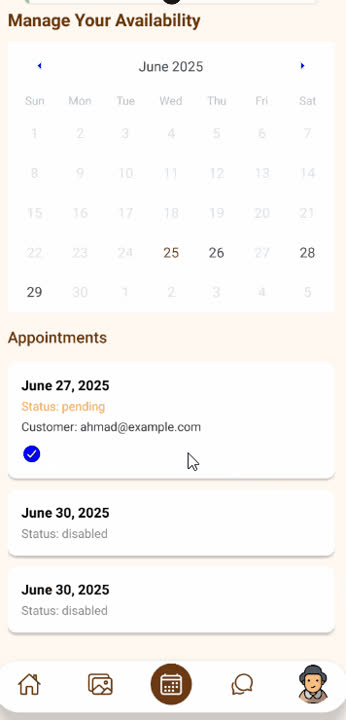 Manage Your Availability
June 2025
Sun Mon Tue Wed Thu Fri Sat
1 2 3 4 5 6 7
8 9 10 11 12 13 14
15 16 17 18 19 20 21
22 23 24 25 26 27 28
29 30 1 2 3 4 5
Appointments
June 27, 2025
Status: pending
Customer: ahmad@example.com
June 30, 2025
Status: disabled
June 30, 2025
Status: disabled